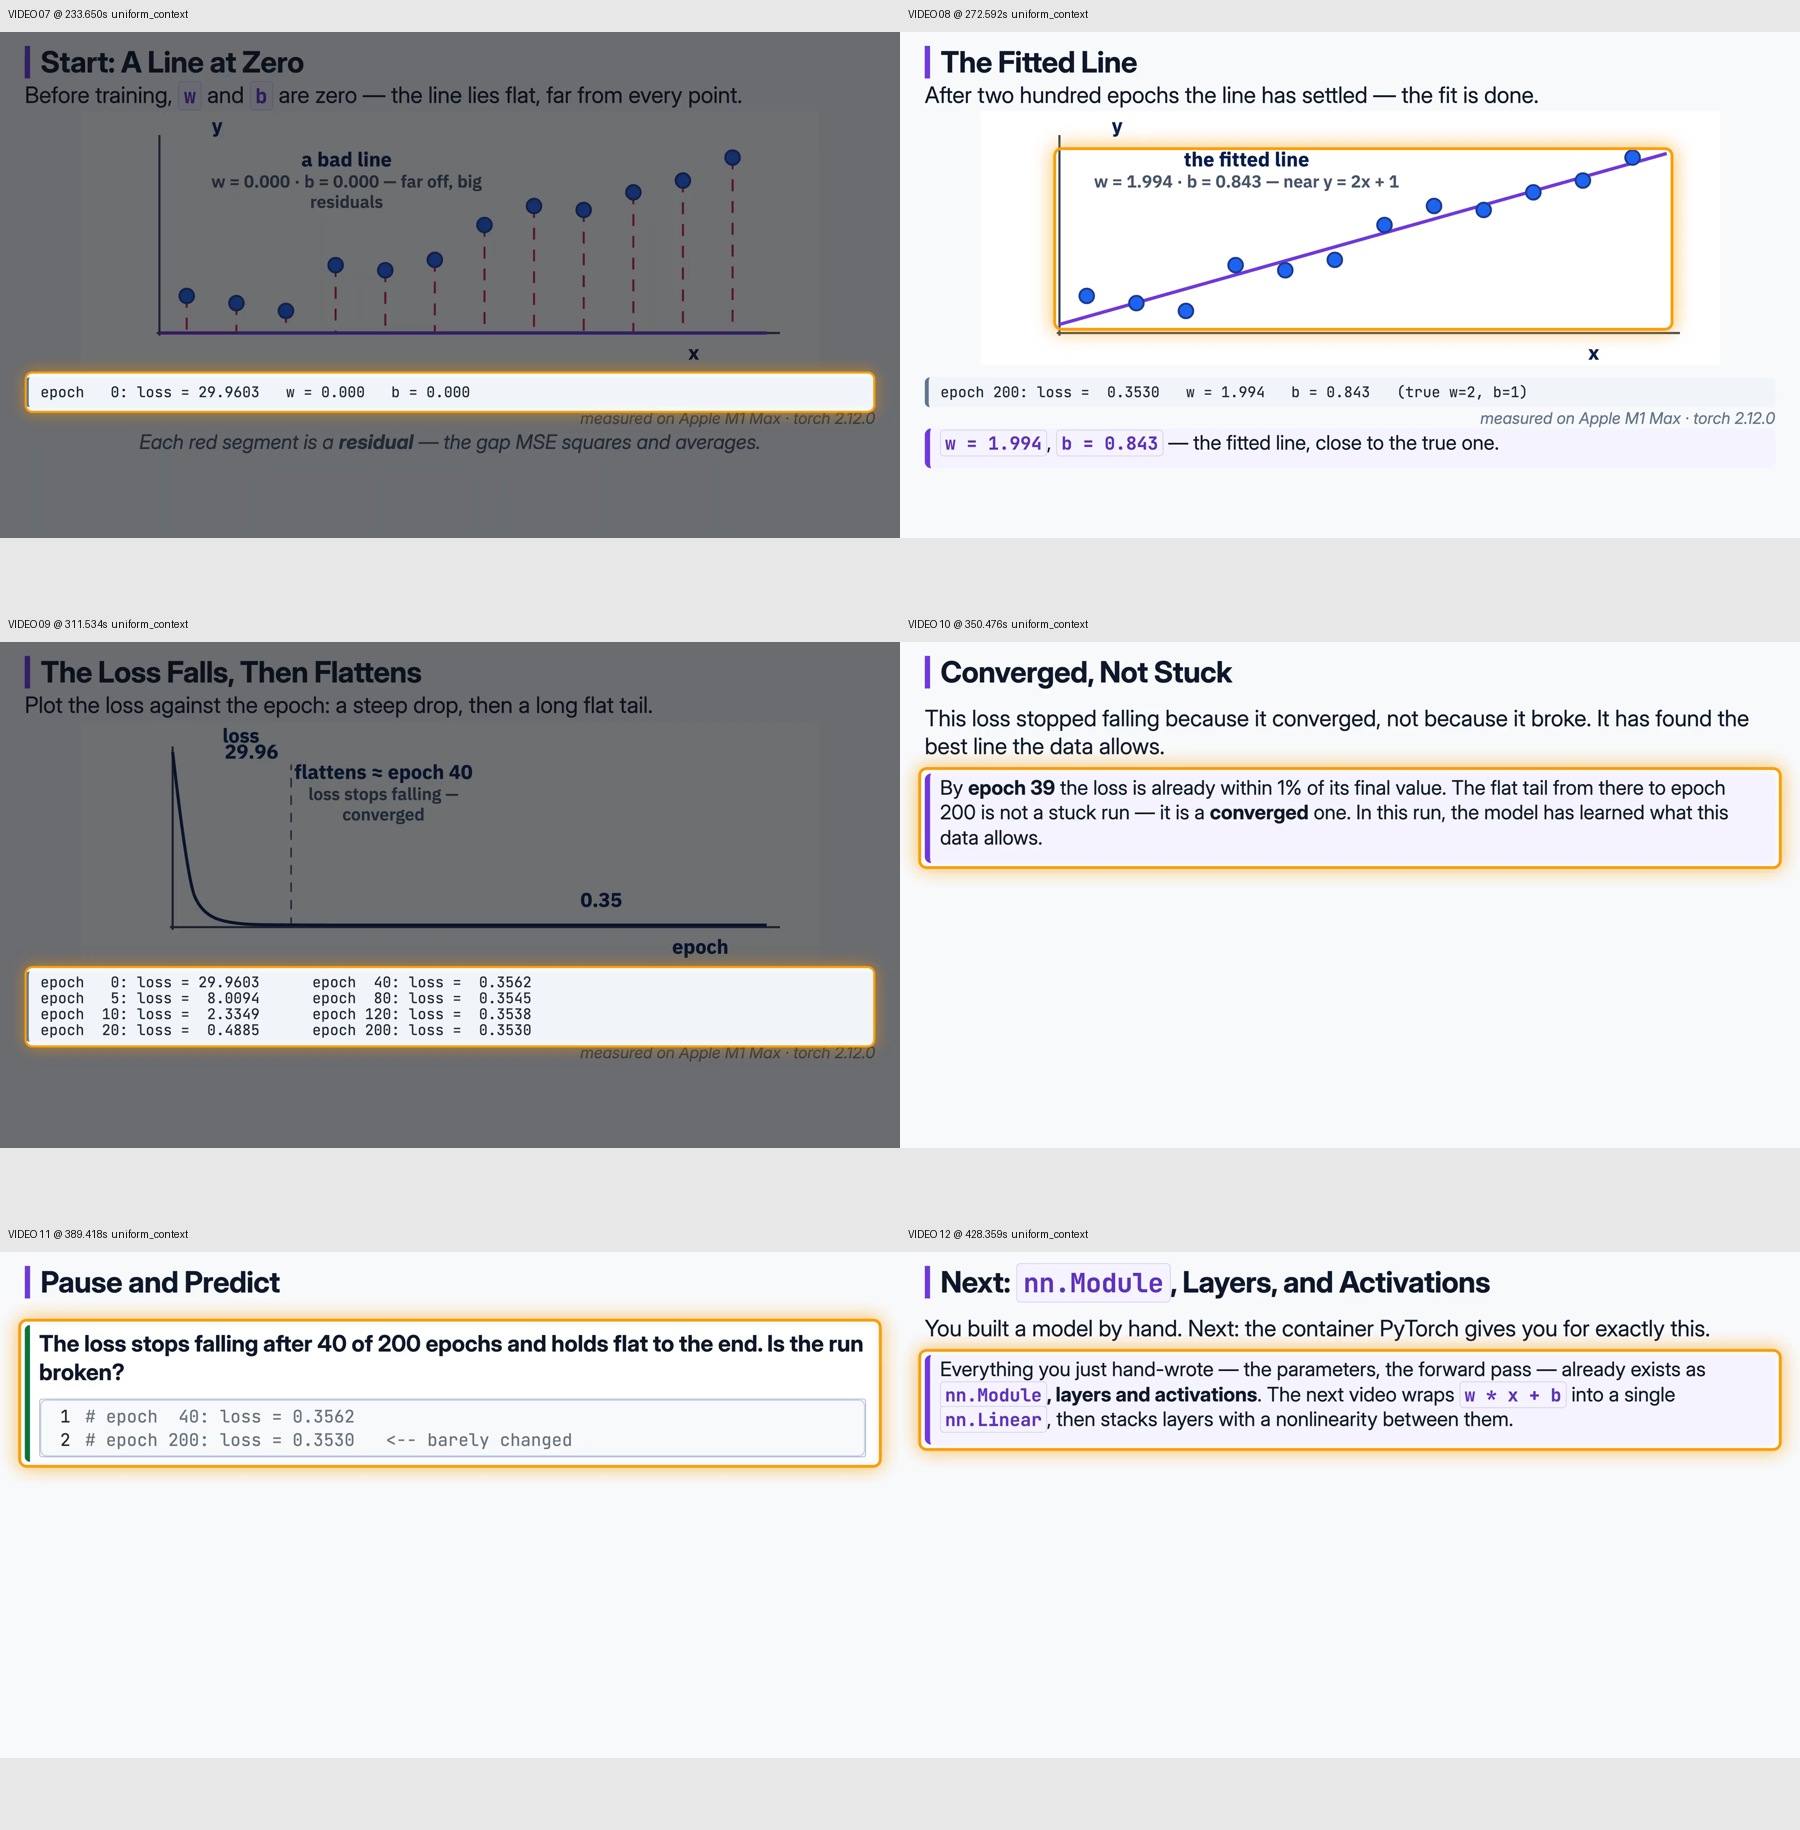 VIDEO 07 @ 233.650s uniform_context
Start: A Line at Zero
Before training, w and b are zero — the line lies flat, far from every point.
y
a bad line
w = 0.000 · b = 0.000 — far off, big
residuals
x
epoch   0: loss = 29.9603   w = 0.000   b = 0.000
measured on Apple M1 Max · torch 2.12.0
Each red segment is a residual — the gap MSE squares and averages.
VIDEO 08 @ 272.592s uniform_context
The Fitted Line
After two hundred epochs the line has settled — the fit is done.
y
the fitted line
w = 1.994 · b = 0.843 — near y = 2x + 1
x
epoch 200: loss =  0.3530   w = 1.994   b = 0.843   (true w=2, b=1)
measured on Apple M1 Max · torch 2.12.0
w = 1.994, b = 0.843 — the fitted line, close to the true one.
VIDEO 09 @ 311.534s uniform_context
The Loss Falls, Then Flattens
Plot the loss against the epoch: a steep drop, then a long flat tail.
loss
29.96
flattens ≈ epoch 40
loss stops falling —
converged
0.35
epoch
epoch   0: loss = 29.9603      epoch  40: loss =  0.3562
epoch   5: loss =  8.0094      epoch  80: loss =  0.3545
epoch  10: loss =  2.3349      epoch 120: loss =  0.3538
epoch  20: loss =  0.4885      epoch 200: loss =  0.3530
measured on Apple M1 Max · torch 2.12.0
VIDEO 10 @ 350.476s uniform_context
Converged, Not Stuck
This loss stopped falling because it converged, not because it broke. It has found the
best line the data allows.
By epoch 39 the loss is already within 1% of its final value. The flat tail from there to epoch
200 is not a stuck run — it is a converged one. In this run, the model has learned what this
data allows.
VIDEO 11 @ 389.418s uniform_context
Pause and Predict
The loss stops falling after 40 of 200 epochs and holds flat to the end. Is the run
broken?
1 # epoch  40: loss = 0.3562
2 # epoch 200: loss = 0.3530   <-- barely changed
VIDEO 12 @ 428.359s uniform_context
Next: nn.Module, Layers, and Activations
You built a model by hand. Next: the container PyTorch gives you for exactly this.
Everything you just hand-wrote — the parameters, the forward pass — already exists as
nn.Module, layers and activations. The next video wraps w * x + b into a single
nn.Linear, then stacks layers with a nonlinearity between them.